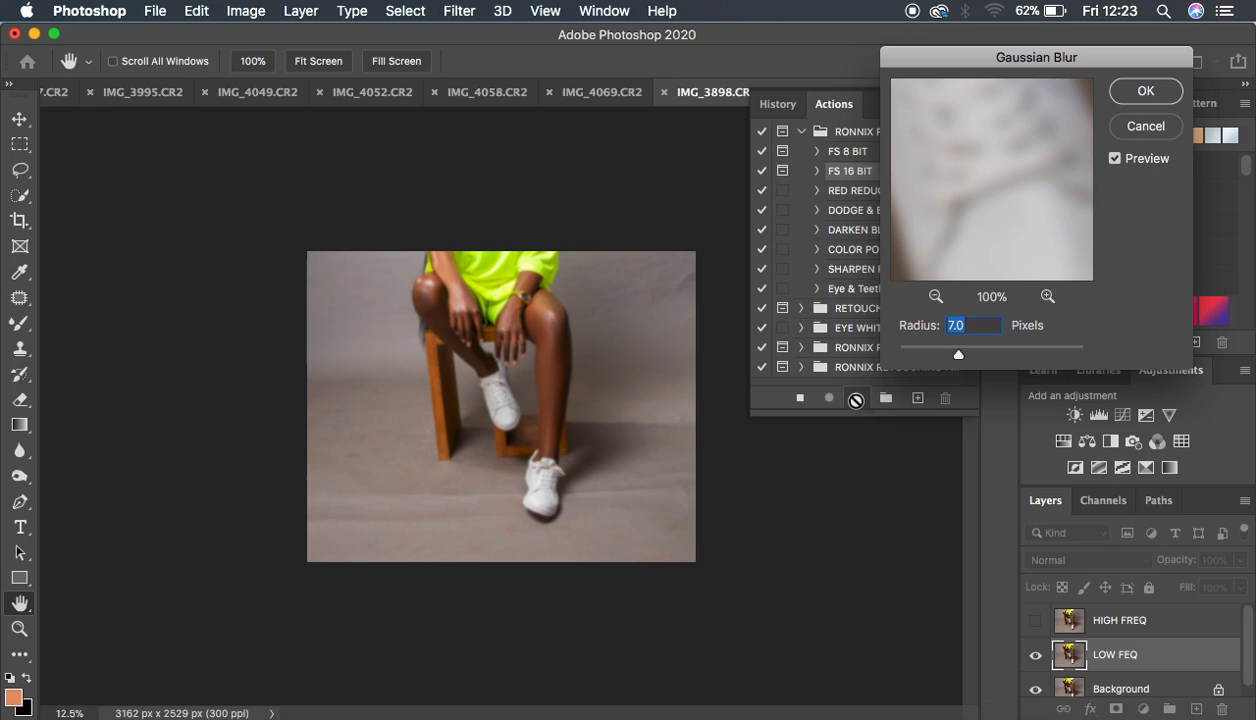 Photoshop File Edit Image Layer Type Select Filter 3D View Window Help 62% Fri 12:23
Adobe Photoshop 2020
Scroll All Windows 100% Fit Screen Fill Screen
7.CR2 IMG_3995.CR2 IMG_4049.CR2 IMG_4052.CR2 IMG_4058.CR2 IMG_4069.CR2 IMG_3898.CR
Gaussian Blur
OK
Cancel
Preview
100%
Radius: 7.0 Pixels
History Actions
RONNIX R
FS 8 BIT
FS 16 BIT
RED REDU
DODGE & B
DARKEN BL
COLOR PO
SHARPEN F
Eye & Teeth
RETOUCH
EYE WHIT
RONNIX R
RONNIX RETOUCHING
ttern
Learn Libraries Adjustments
Add an adjustment
Layers Channels Paths
Kind
Normal Opacity: 100%
Lock: Fill: 100%
HIGH FREQ
LOW FEQ
Background
12.5% 3162 px x 2529 px (300 ppi)